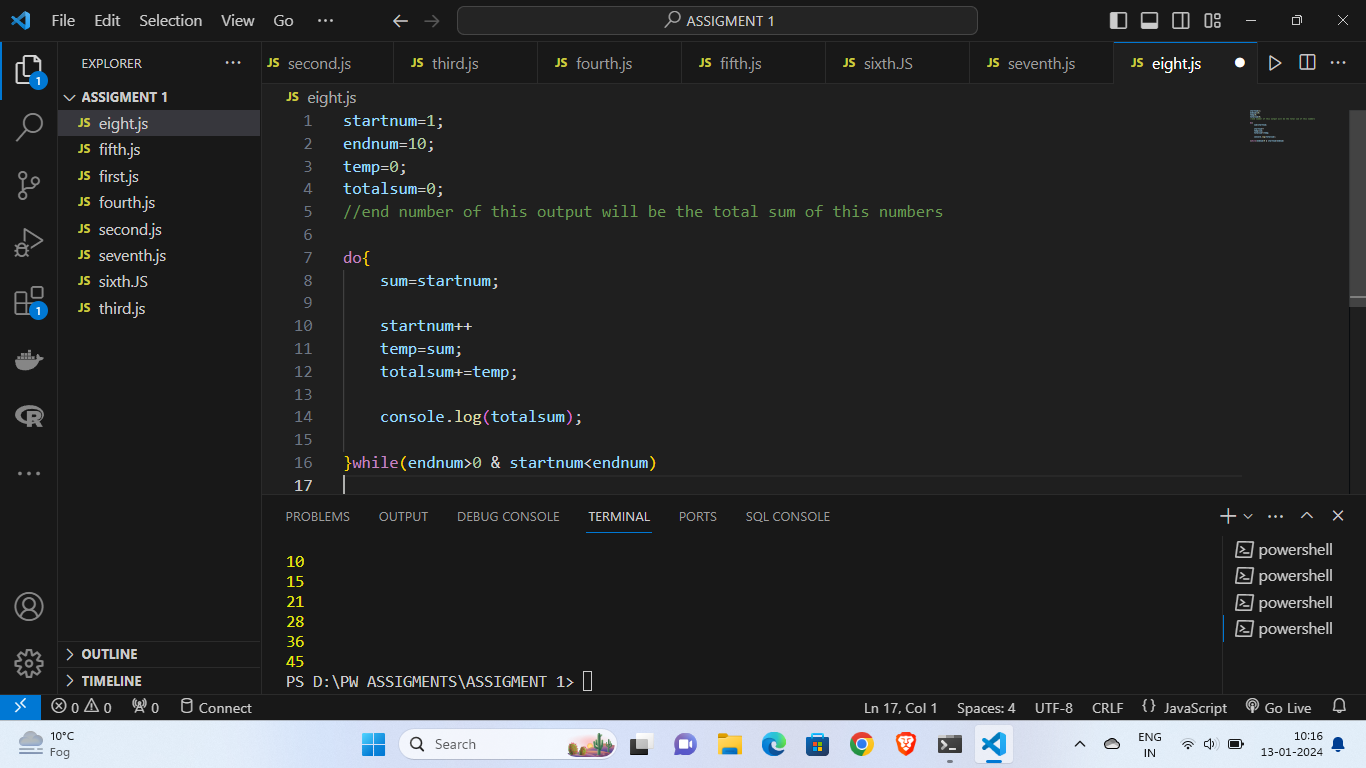 File Edit Selection View Go ··· ASSIGMENT 1
EXPLORER ···
JS second.js JS third.js JS fourth.js JS fifth.js JS sixth.JS JS seventh.js JS eight.js
ASSIGMENT 1
JS eight.js
JS fifth.js
JS first.js
JS fourth.js
JS second.js
JS seventh.js
JS sixth.JS
JS third.js
OUTLINE
TIMELINE
1
1
JS eight.js
1 startnum=1;
2 endnum=10;
3 temp=0;
4 totalsum=0;
5 //end number of this output will be the total sum of this numbers
6
7 do{
8 sum=startnum;
9
10 startnum++
11 temp=sum;
12 totalsum+=temp;
13
14 console.log(totalsum);
15
16 }while(endnum>0 & startnum<endnum)
17
PROBLEMS OUTPUT DEBUG CONSOLE TERMINAL PORTS SQL CONSOLE
10
15
21
28
36
45
PS D:\PW ASSIGMENTS\ASSIGMENT 1>
powershell
powershell
powershell
powershell
0 0 0 Connect Ln 17, Col 1 Spaces: 4 UTF-8 CRLF {} JavaScript Go Live
10°C
Fog
Search
ENG
IN
10:16
13-01-2024